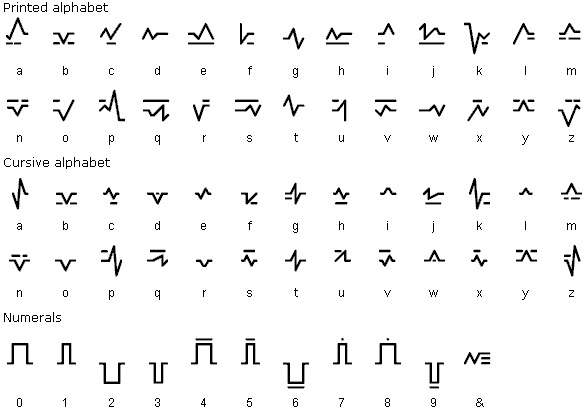 Printed alphabet
a b c d e f g h i j k l m
n o p q r s t u v w x y z
Cursive alphabet
a b c d e f g h i j k l m
n o p q r s t u v w x y z
Numerals
0 1 2 3 4 5 6 7 8 9 &